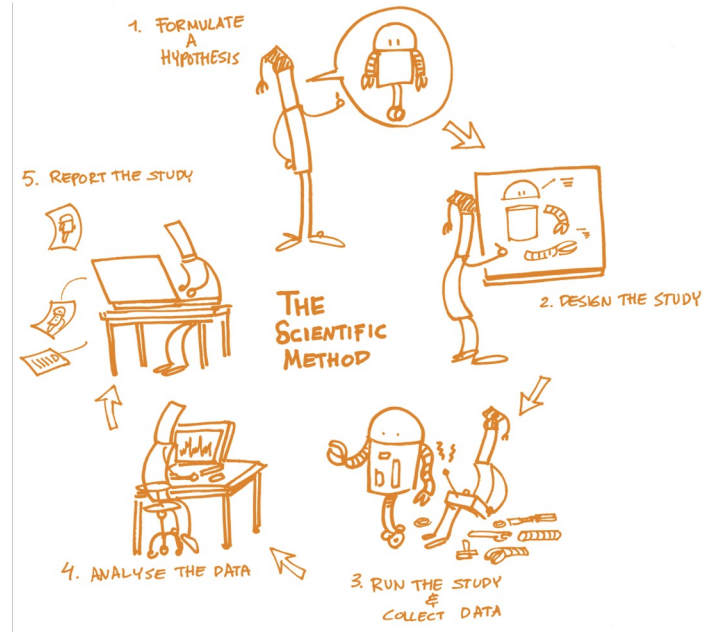 1. FORMULATE
A
HYPOTHESIS
5. REPORT THE STUDY
THE
SCIENTIFIC
METHOD
2. DESIGN THE STUDY
4. ANALYSE THE DATA
3. RUN THE STUDY
&
COLLECT DATA